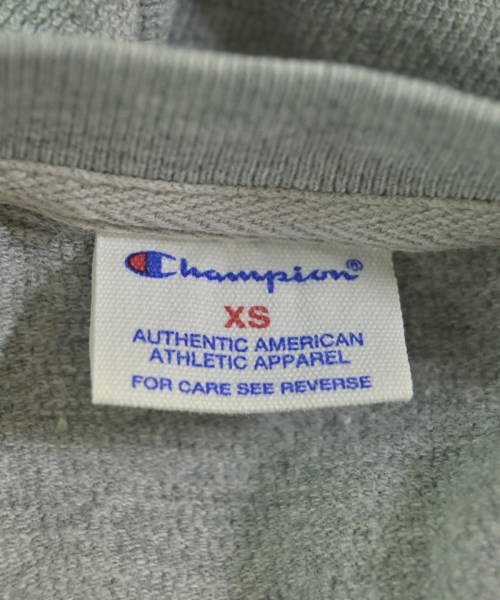 Champion®
XS
AUTHENTIC AMERICAN
ATHLETIC APPAREL
FOR CARE SEE REVERSE